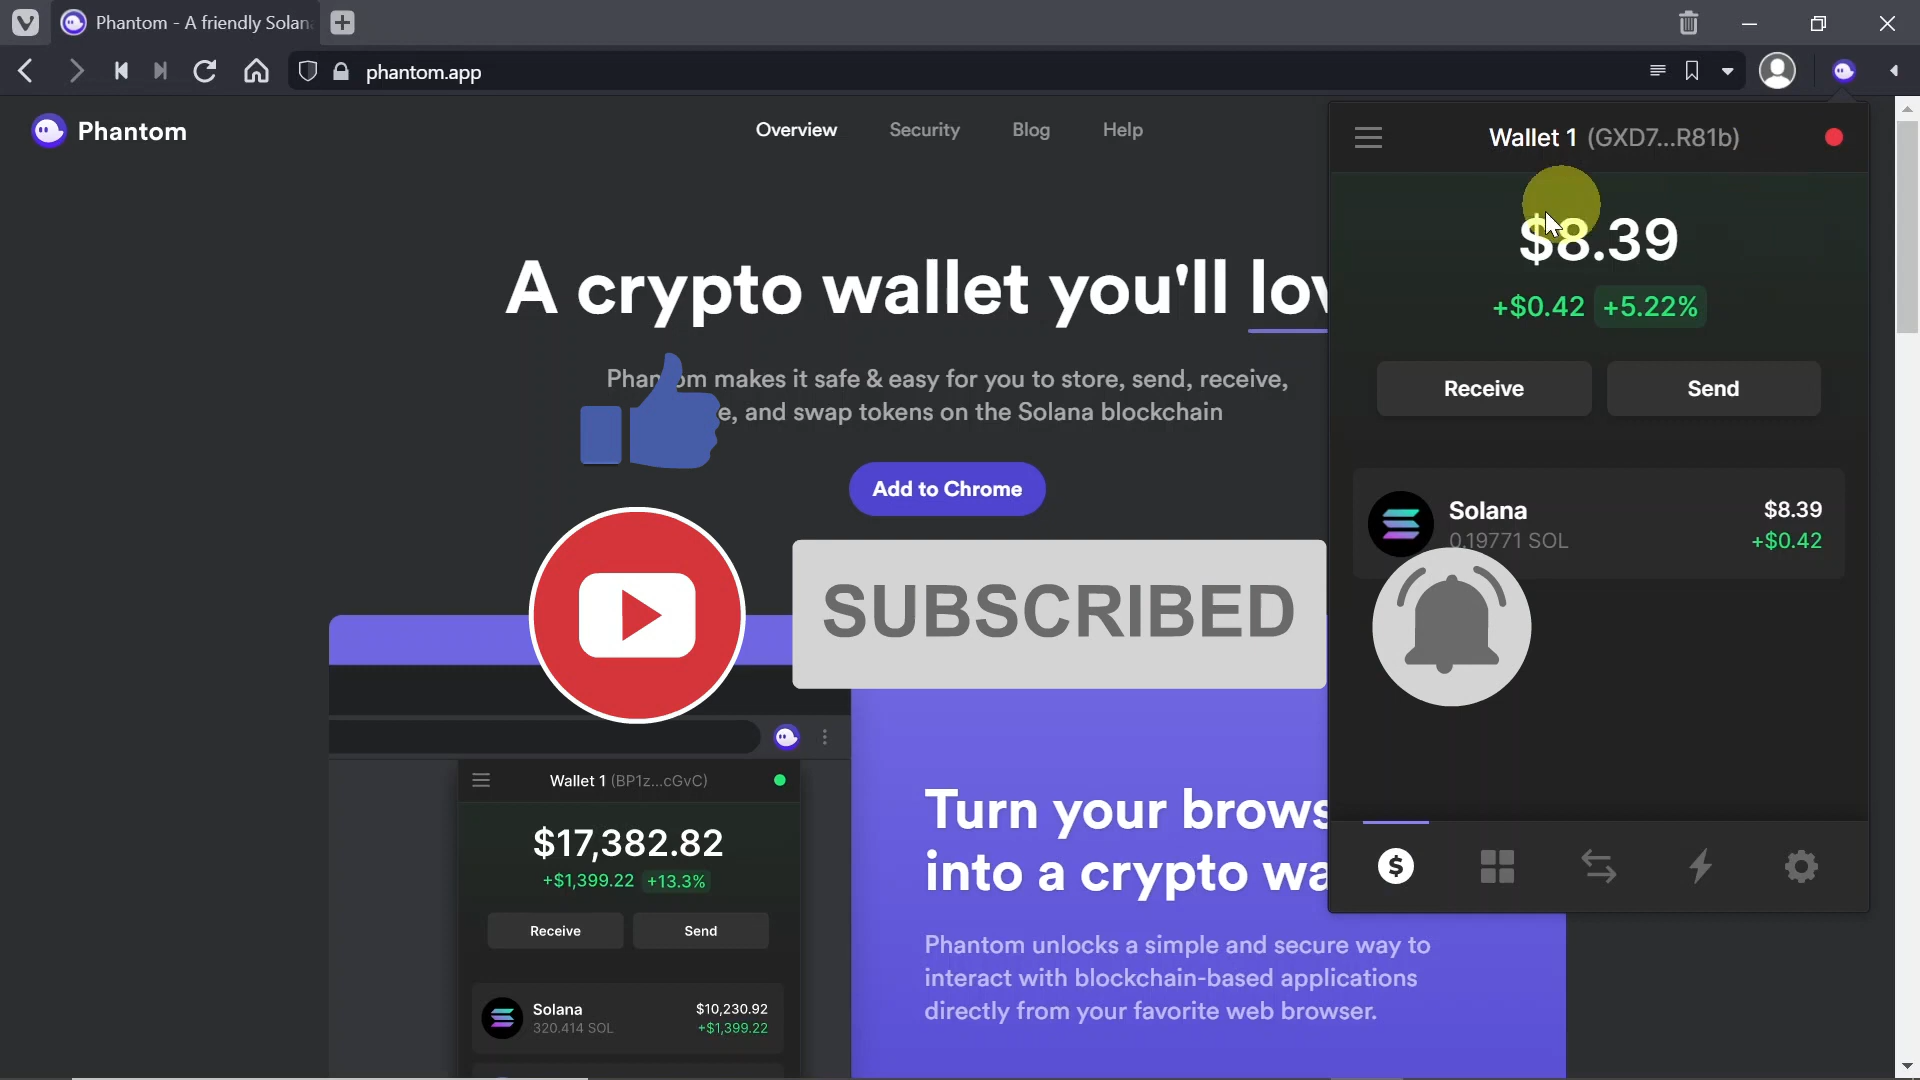 Phantom - A friendly Solan
phantom.app
Phantom
Overview
Security
Blog
Help
A crypto wallet you'll lov
Phantom makes it safe & easy for you to store, send, receive,
e, and swap tokens on the Solana blockchain
Add to Chrome
SUBSCRIBED
Wallet 1 (BP1z...cGvC)
$17,382.82
+$1,399.22 +13.3%
Receive
Send
Solana
$10,230.92
320.414 SOL
+$1,399.22
Turn your brows
into a crypto wa
Phantom unlocks a simple and secure way to
interact with blockchain-based applications
directly from your favorite web browser.
Wallet 1 (GXD7...R81b)
$8.39
+$0.42 +5.22%
Receive
Send
Solana
$8.39
0.19771 SOL
+$0.42